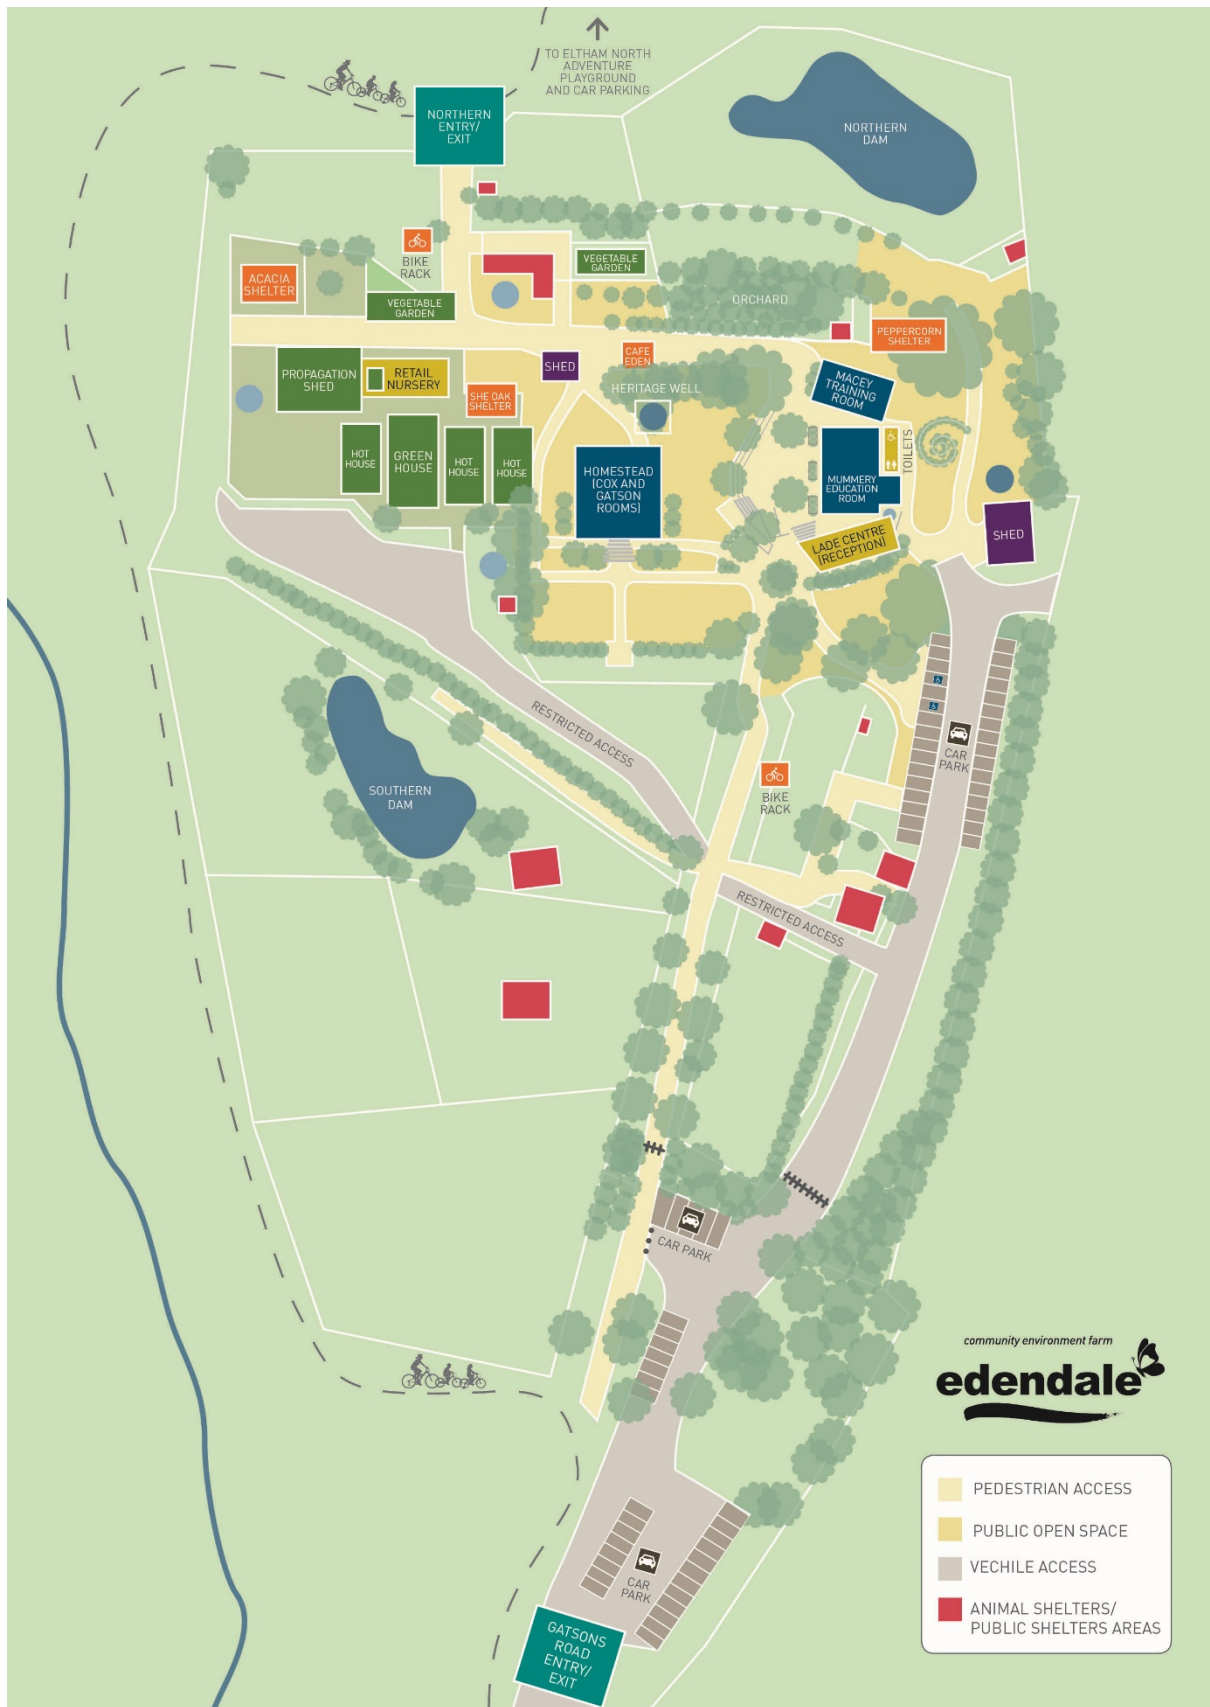 TO ELTHAM NORTH
ADVENTURE
PLAYGROUND
AND CAR PARKING
NORTHERN
ENTRY/
EXIT
NORTHERN
DAM
BIKE
RACK
ACACIA
SHELTER
VEGETABLE
GARDEN
VEGETABLE
GARDEN
ORCHARD
PEPPERCORN
SHELTER
PROPAGATION
SHED
RETAIL
NURSERY
SHE OAK
SHELTER
SHED
CAFE
EDEN
HERITAGE WELL
MACEY
TRAINING
ROOM
HOT
HOUSE
GREEN
HOUSE
HOT
HOUSE
HOT
HOUSE
HOMESTEAD
(COX AND
GATSON
ROOMS)
TOILETS
MUMMERY
EDUCATION
ROOM
LADE CENTRE
(RECEPTION)
SHED
RESTRICTED ACCESS
CAR
PARK
BIKE
RACK
SOUTHERN
DAM
RESTRICTED ACCESS
CAR PARK
community environment farm
edendale
PEDESTRIAN ACCESS
PUBLIC OPEN SPACE
VECHILE ACCESS
ANIMAL SHELTERS/
PUBLIC SHELTERS AREAS
CAR
PARK
GATSONS
ROAD
ENTRY/
EXIT